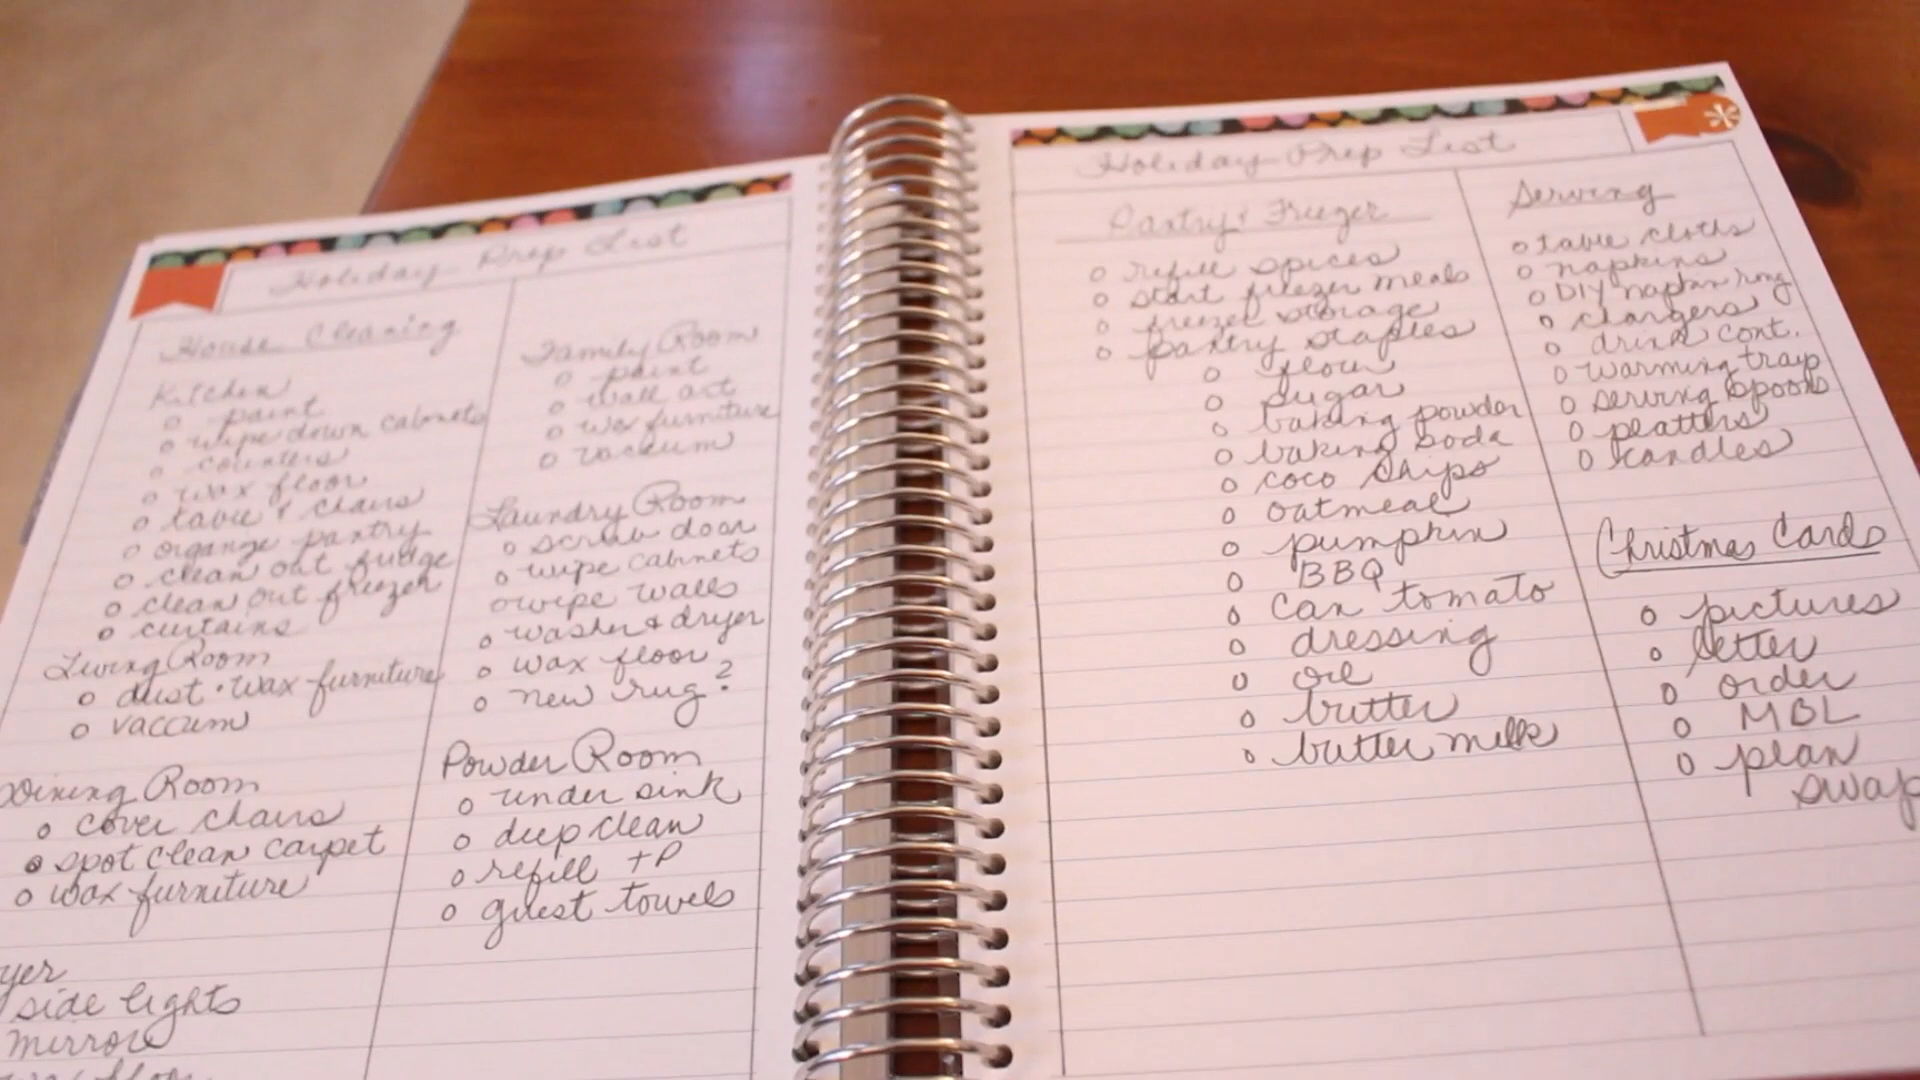 Holiday Prep List
House Cleaning
Kitchen
paint
wipe down cabinets
counters
wax floor
table & chairs
organge pantry
clean out fridge
clean out freezer
curtains
Living Room
dust • wax furniture
vaccum
Dining Room
cover chairs
spot clean carpet
wax furniture
yer
side lights
mirror
Family Room
paint
wall art
wax furniture
vaccum
Laundry Room
scrub door
wipe cabinets
wipe walls
washer & dryer
wax floor
new rug?
Powder Room
under sink
deep clean
refill TP
guest towels
Holiday Prep List
Pantry & Freezer
refill spices
start freezer meals
freezer storage
pantry staples
flour
sugar
baking powder
baking soda
coco chips
oatmeal
pumpkin
BBQ
can tomato
dressing
oil
butter
butter milk
Serving
table cloths
napkins
DIY napkin ring
chargers
drink cont.
warming tray
serving spoons
platters
candles
Christmas Cards
pictures
letter
order
MBL
plan
swap